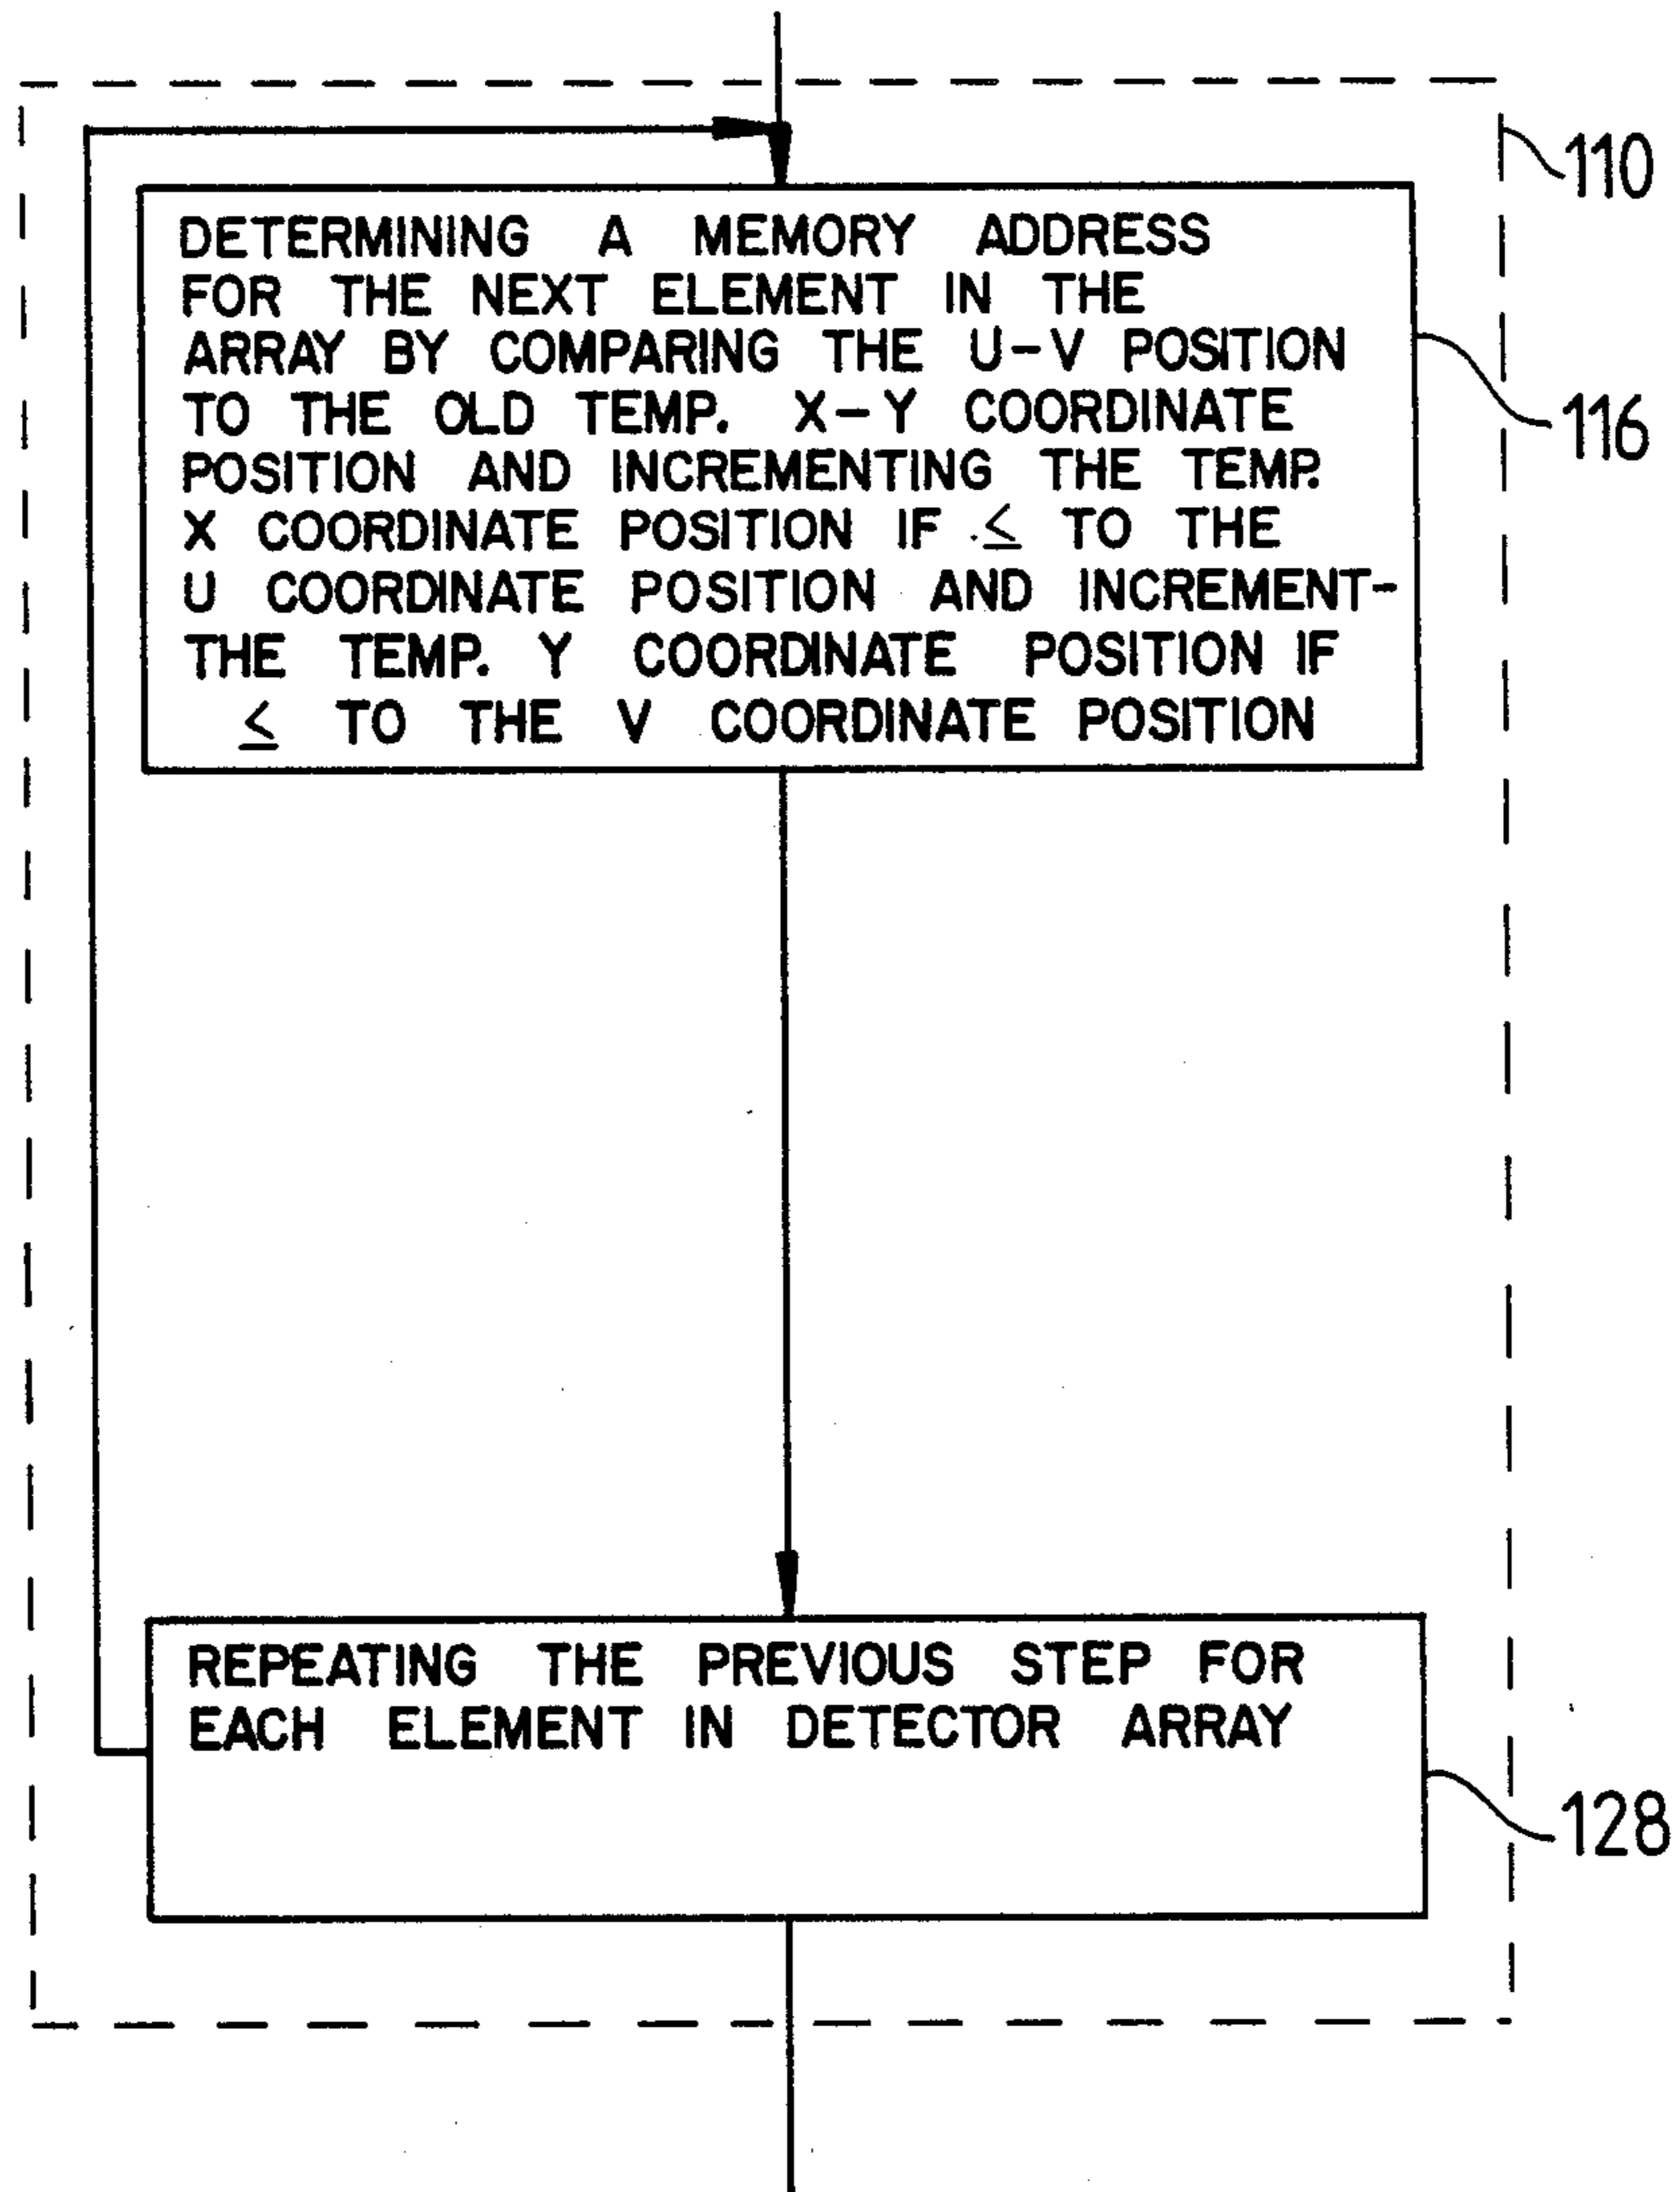 110
DETERMINING A MEMORY ADDRESS
FOR THE NEXT ELEMENT IN THE
ARRAY BY COMPARING THE U-V POSITION
TO THE OLD TEMP. X-Y COORDINATE
POSITION AND INCREMENTING THE TEMP.
X COORDINATE POSITION IF ≤ TO THE
U COORDINATE POSITION AND INCREMENT-
THE TEMP. Y COORDINATE POSITION IF
≤ TO THE V COORDINATE POSITION
116
REPEATING THE PREVIOUS STEP FOR
EACH ELEMENT IN DETECTOR ARRAY
128